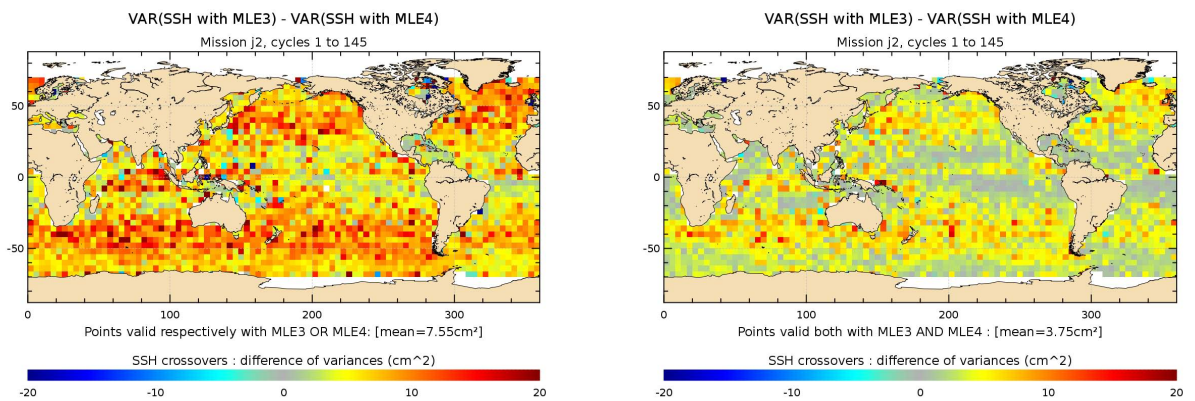 VAR(SSH with MLE3) - VAR(SSH with MLE4)
Mission j2, cycles 1 to 145
50
0
-50
0 100 200 300
Points valid respectively with MLE3 OR MLE4: [mean=7.55cm²]
SSH crossovers : difference of variances (cm^2)
-20 -10 0 10 20
VAR(SSH with MLE3) - VAR(SSH with MLE4)
Mission j2, cycles 1 to 145
50
0
-50
0 100 200 300
Points valid both with MLE3 AND MLE4 : [mean=3.75cm²]
SSH crossovers : difference of variances (cm^2)
-20 -10 0 10 20